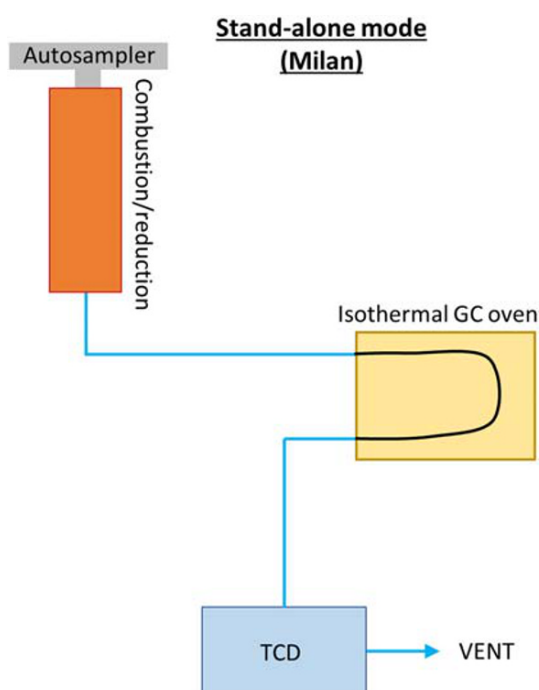 Stand-alone mode
(Milan)
Autosampler
Combustion/reduction
Isothermal GC oven
TCD
VENT